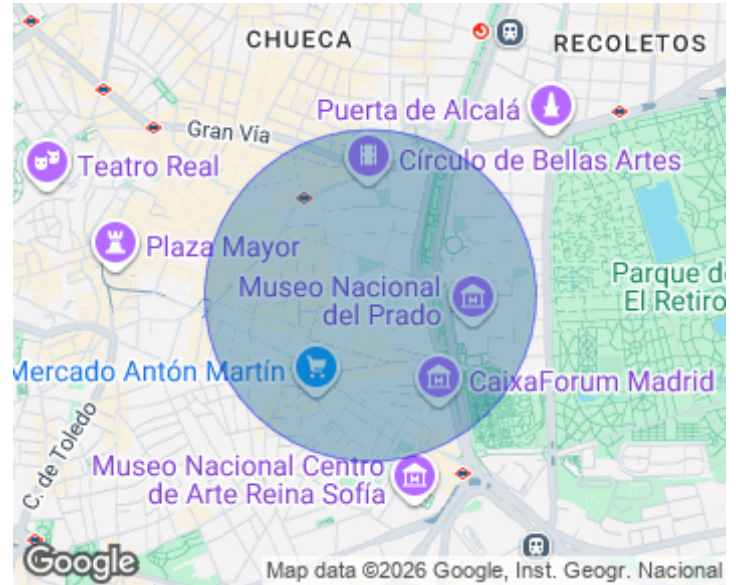 CHUECA
RECOLETOS
Puerta de Alcalá
Gran Vía
Teatro Real
Círculo de Bellas Artes
Plaza Mayor
Museo Nacional
del Prado
Parque d
El Retiro
Mercado Antón Martín
CaixaForum Madrid
C. de Toledo
Museo Nacional Centro
de Arte Reina Sofía
Google
Map data ©2026 Google, Inst. Geogr. Nacional